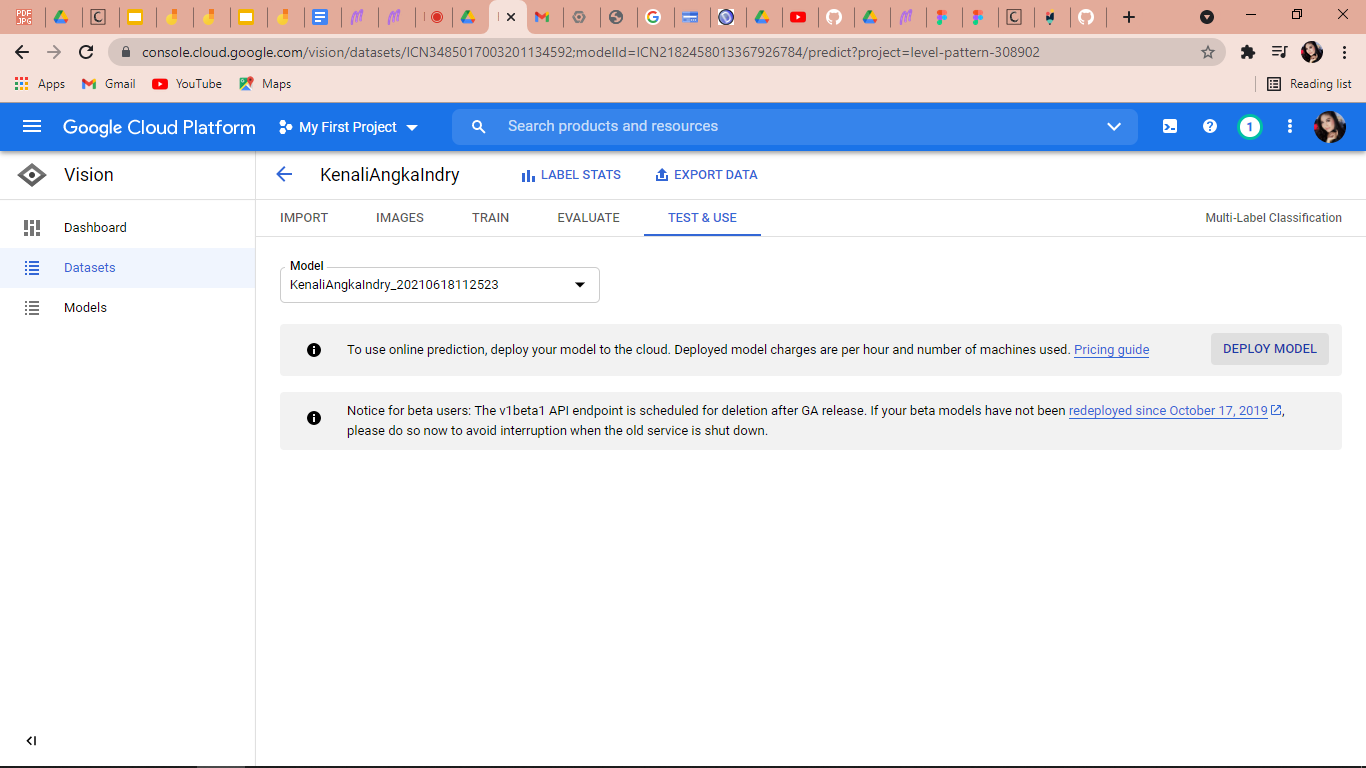 PDF
JPG
console.cloud.google.com/vision/datasets/ICN3485017003201134592;modelId=ICN2182458013367926784/predict?project=level-pattern-308902
Apps Gmail YouTube Maps Reading list
Google Cloud Platform My First Project Search products and resources 1
Vision KenaliAngkaIndry LABEL STATS EXPORT DATA
IMPORT IMAGES TRAIN EVALUATE TEST & USE Multi-Label Classification
Dashboard
Datasets
Models
Model
KenaliAngkaIndry_20210618112523
To use online prediction, deploy your model to the cloud. Deployed model charges are per hour and number of machines used. Pricing guide DEPLOY MODEL
Notice for beta users: The v1beta1 API endpoint is scheduled for deletion after GA release. If your beta models have not been redeployed since October 17, 2019,
please do so now to avoid interruption when the old service is shut down.